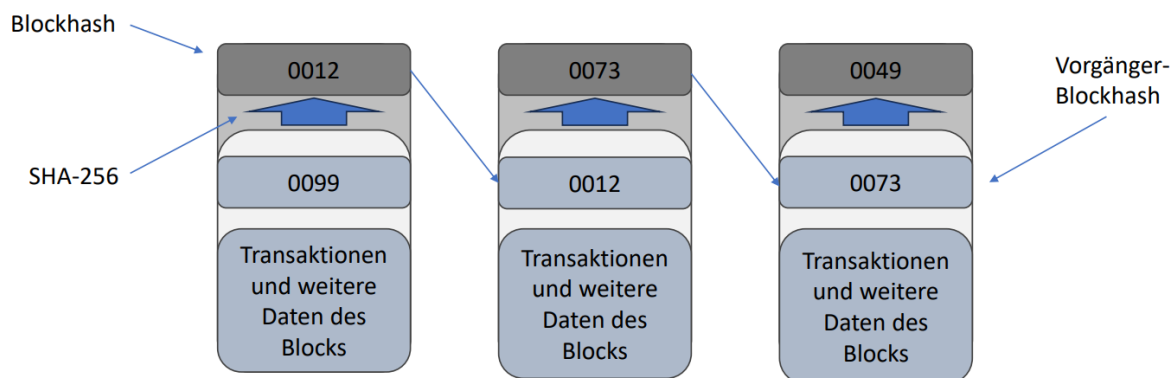 Blockhash
0012
0073
0049
Vorgänger-
Blockhash
SHA-256
0099
0012
0073
Transaktionen
und weitere
Daten des
Blocks
Transaktionen
und weitere
Daten des
Blocks
Transaktionen
und weitere
Daten des
Blocks